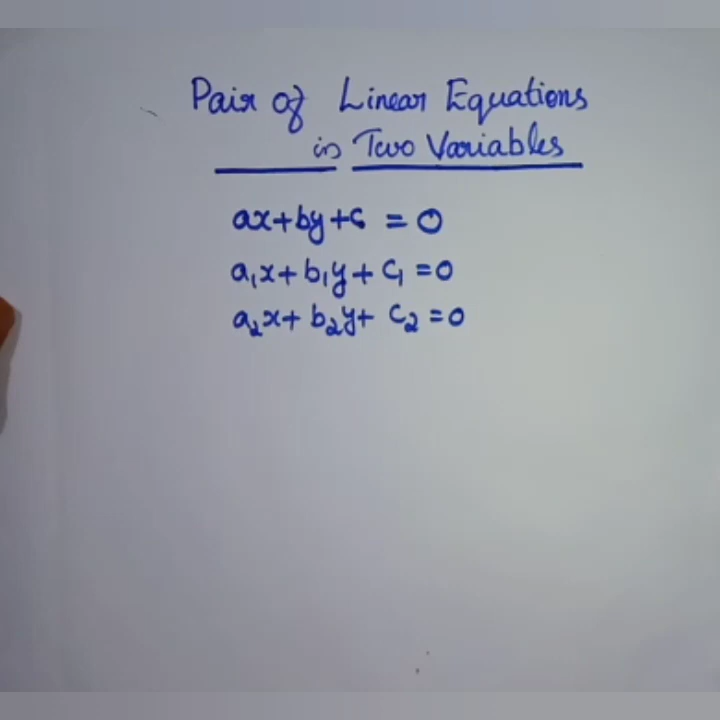 Pair of Linear Equations
in Two Variables
ax+by+c = 0
a₁x+ b₁y+ c₁ =0
a₂x+ b₂y+ c₂ =0